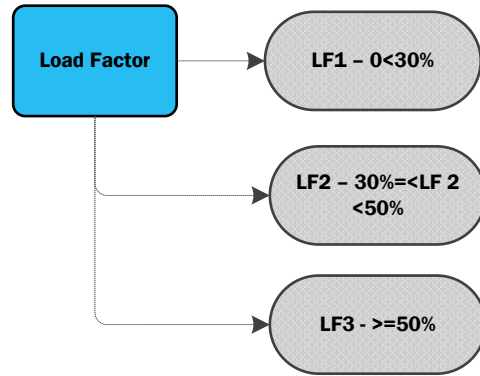 Load Factor
LF1 – 0<30%
LF2 – 30%=<LF 2
<50%
LF3 - >=50%